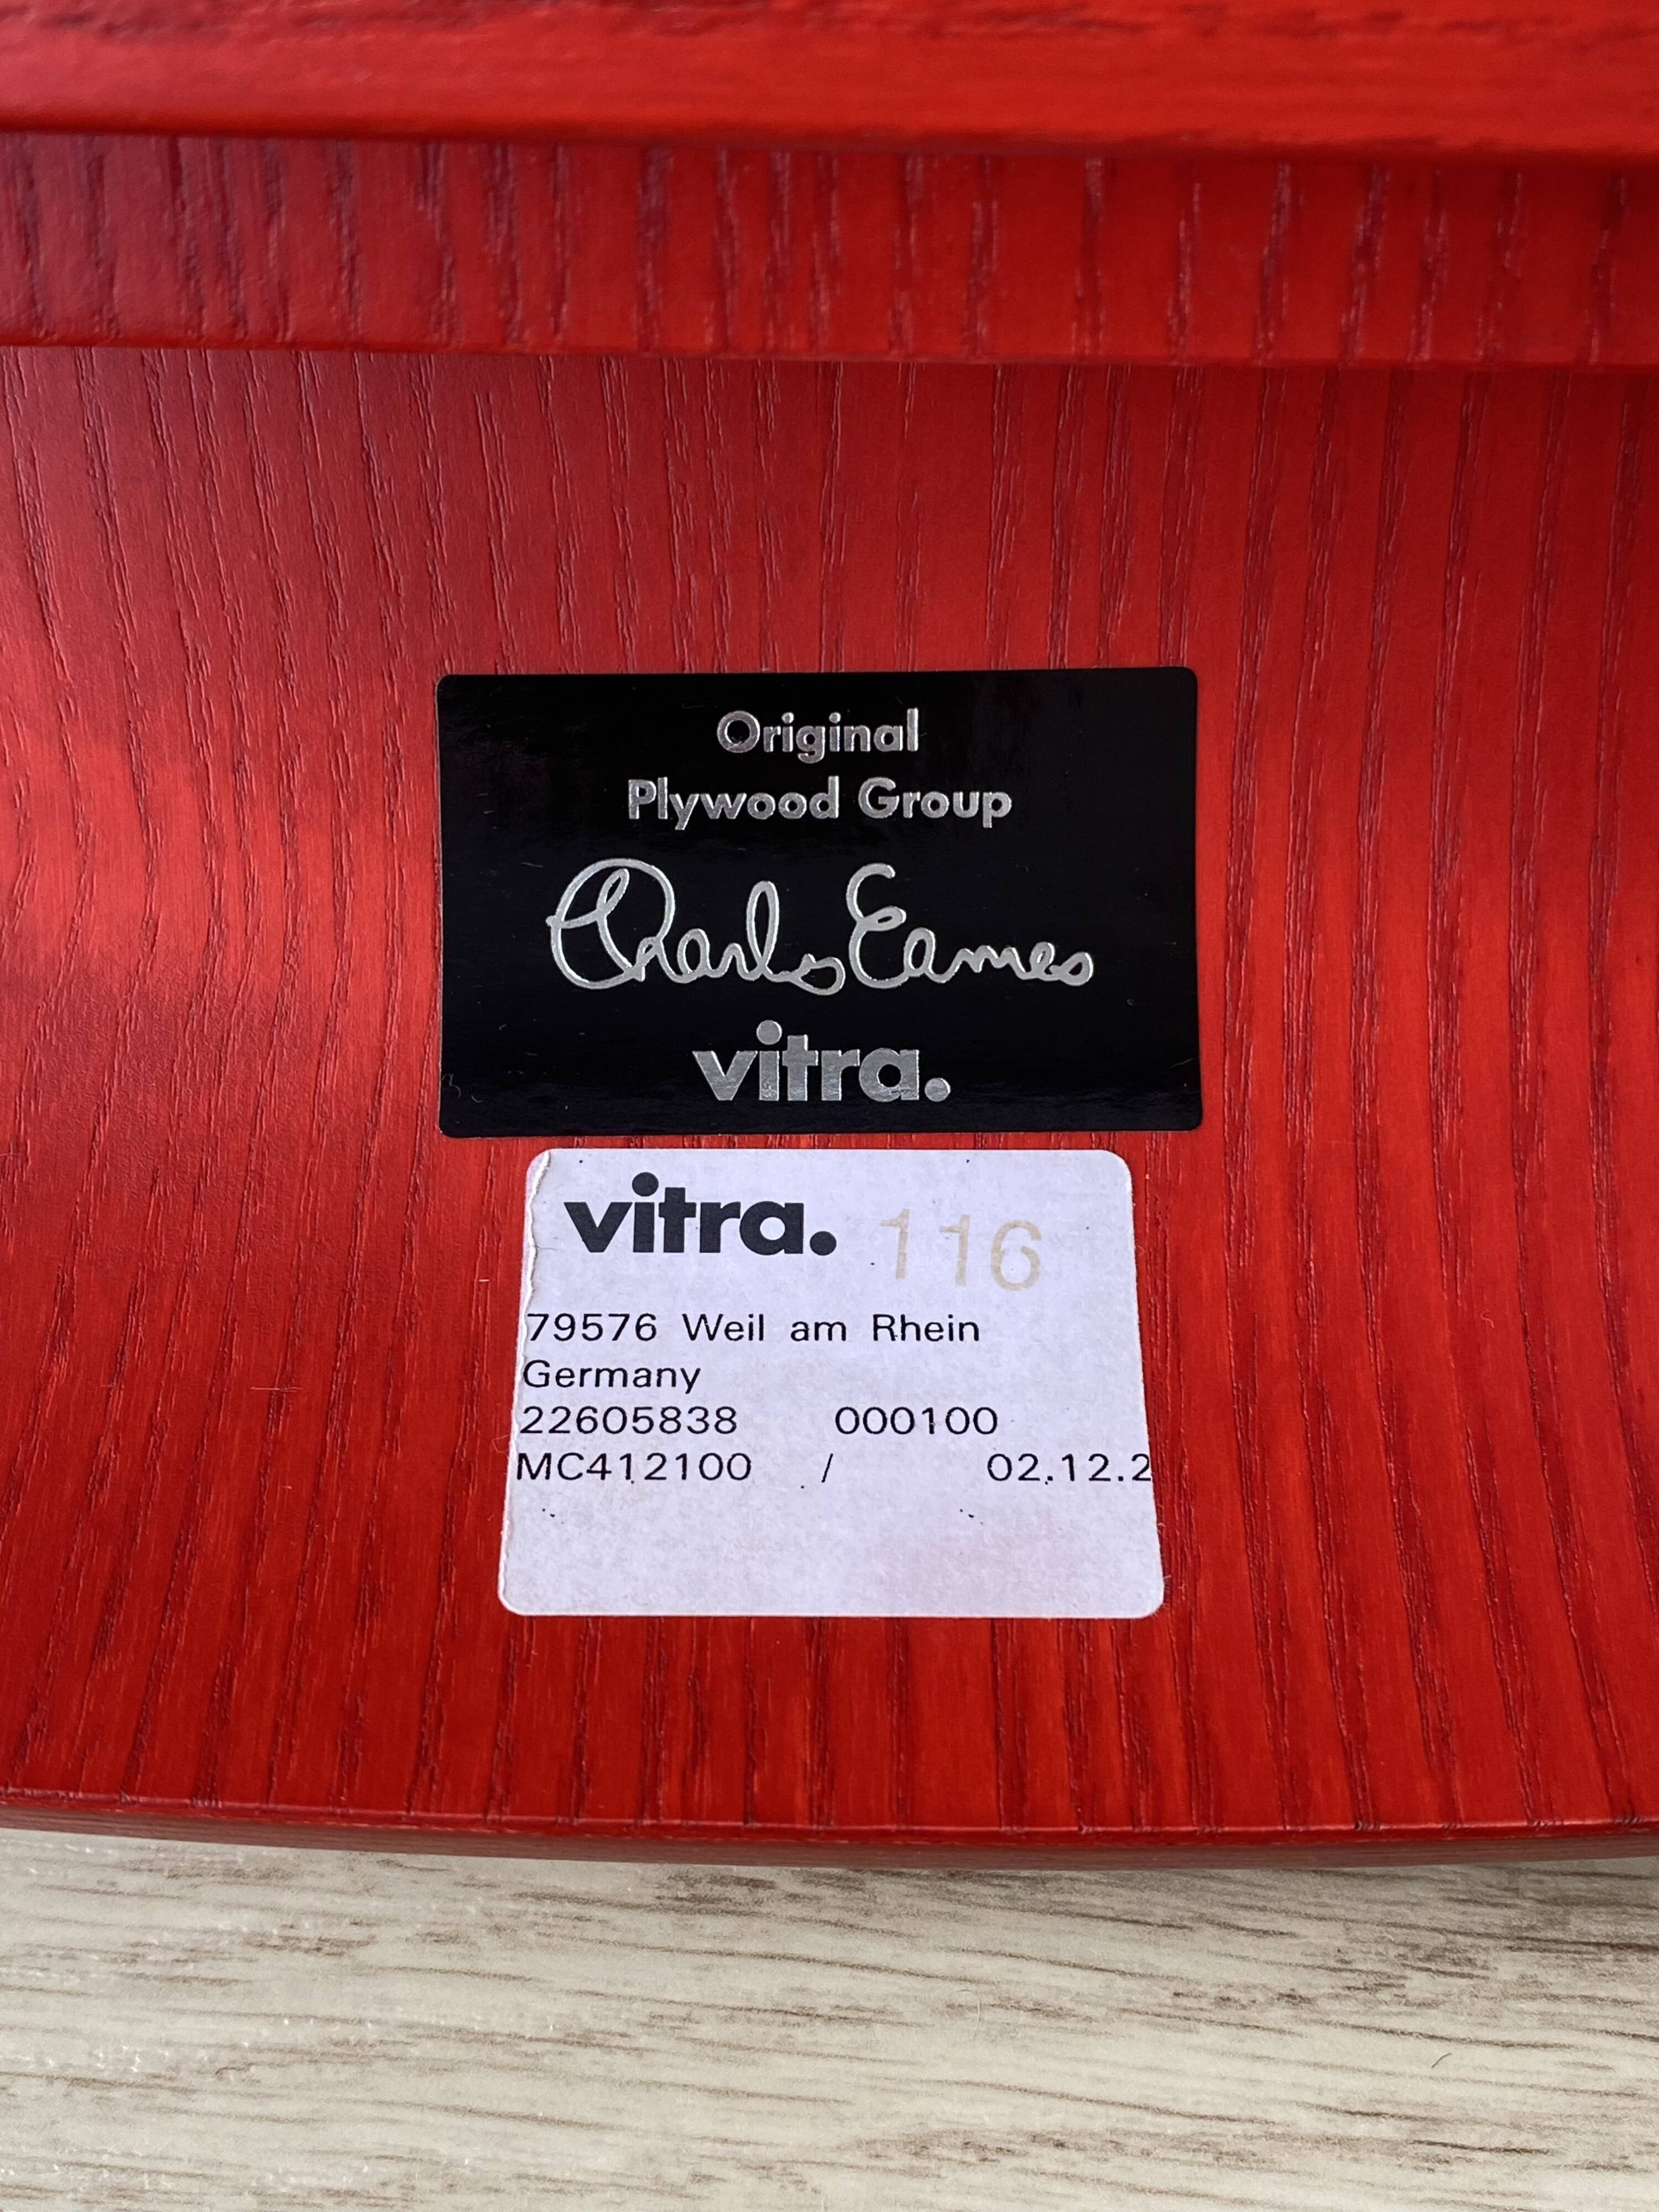 Original
Plywood Group
Charles Eames
vitra.
vitra. 116
79576 Weil am Rhein
Germany
22605838 000100
MC412100 / 02.12.2